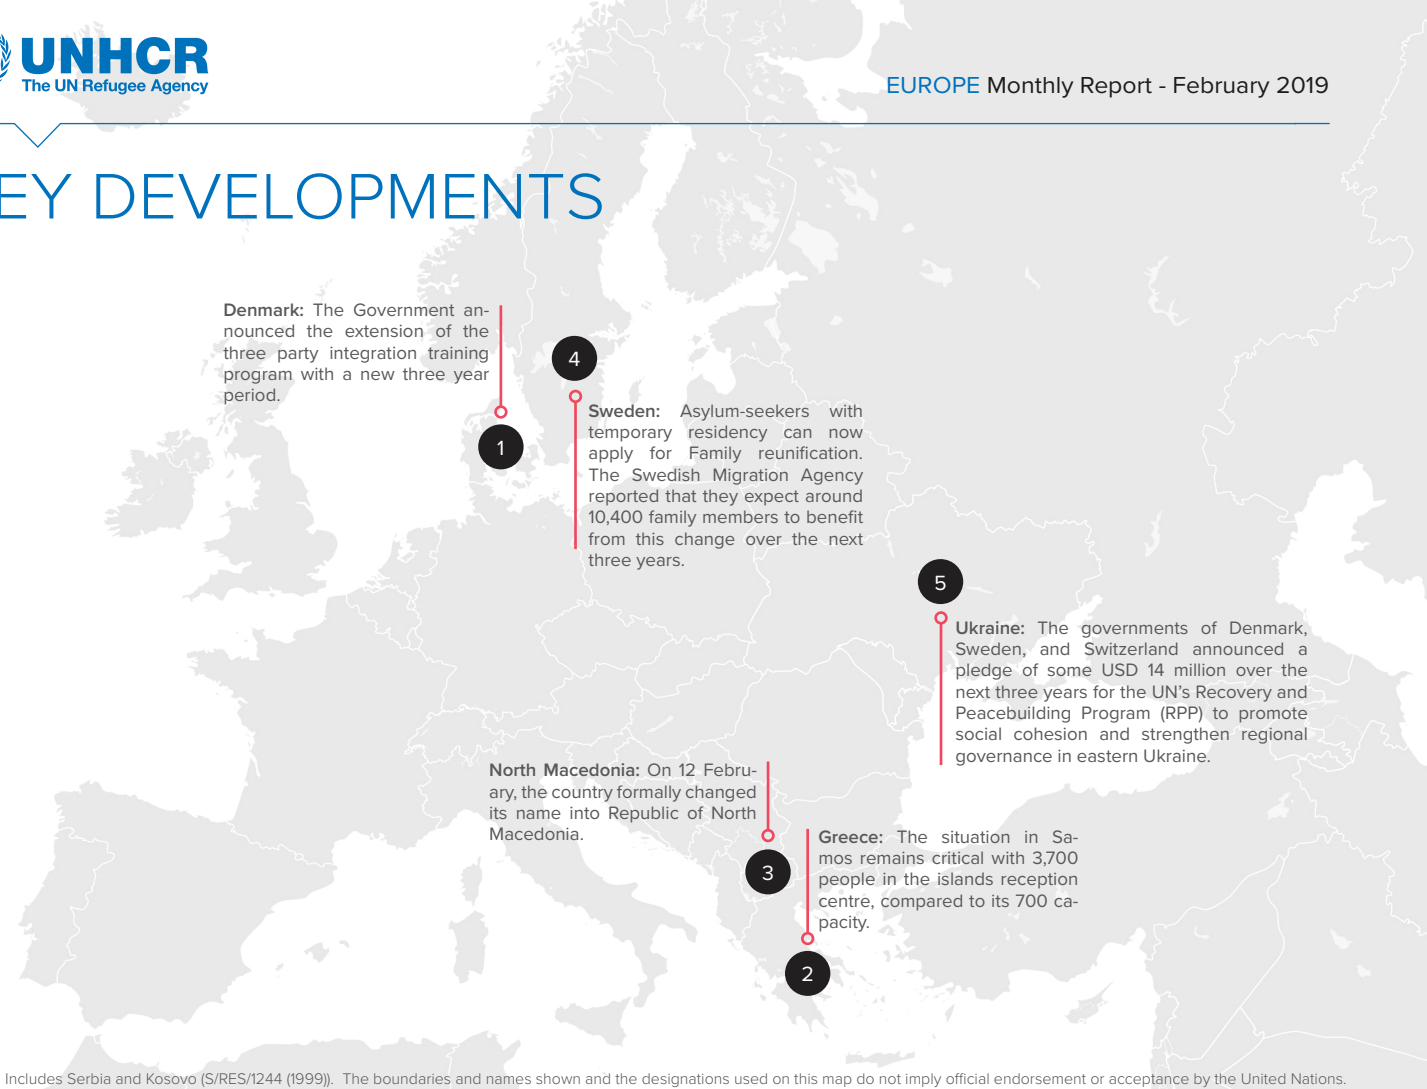 UNHCR
The UN Refugee Agency
EUROPE Monthly Report - February 2019
EY DEVELOPMENTS
Denmark: The Government an-
nounced the extension of the
three party integration training
program with a new three year
period.
1
4
Sweden: Asylum-seekers with
temporary residency can now
apply for Family reunification.
The Swedish Migration Agency
reported that they expect around
10,400 family members to benefit
from this change over the next
three years.
5
Ukraine: The governments of Denmark,
Sweden, and Switzerland announced a
pledge of some USD 14 million over the
next three years for the UN's Recovery and
Peacebuilding Program (RPP) to promote
social cohesion and strengthen regional
governance in eastern Ukraine.
North Macedonia: On 12 Febru-
ary, the country formally changed
its name into Republic of North
Macedonia.
3
Greece: The situation in Sa-
mos remains critical with 3,700
people in the islands reception
centre, compared to its 700 ca-
pacity.
2
Includes Serbia and Kosovo (S/RES/1244 (1999)). The boundaries and names shown and the designations used on this map do not imply official endorsement or acceptance by the United Nations.